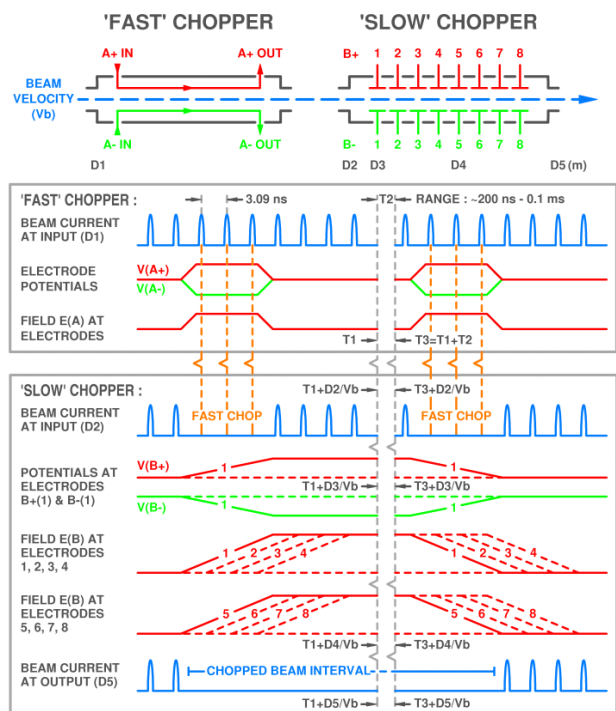 'FAST' CHOPPER 'SLOW' CHOPPER
A+ IN A+ OUT B+ 1 2 3 4 5 6 7 8
BEAM
VELOCITY
(Vb)
A- IN A- OUT B- 1 2 3 4 5 6 7 8
D1 D2 D3 D4 D5 (m)
'FAST' CHOPPER : 3.09 ns T2 RANGE : ~200 ns - 0.1 ms
BEAM CURRENT
AT INPUT (D1)
ELECTRODE
POTENTIALS
V(A+)
V(A-)
FIELD E(A) AT
ELECTRODES
T1 T3=T1+T2
'SLOW' CHOPPER :
T1+D2/Vb T3+D2/Vb
BEAM CURRENT
AT INPUT (D2)
FAST CHOP FAST CHOP
POTENTIALS AT
ELECTRODES
B+(1) & B-(1)
V(B+) 1 1
T1+D3/Vb T3+D3/Vb
V(B-) 1 1
T1+D3/Vb T3+D3/Vb
FIELD E(B) AT
ELECTRODES
1, 2, 3, 4
1 2 3 4 1 2 3 4
FIELD E(B) AT
ELECTRODES
5, 6, 7, 8
5 6 7 8 5 6 7 8
T1+D4/Vb T3+D4/Vb
BEAM CURRENT
AT OUTPUT (D5)
CHOPPED BEAM INTERVAL
T1+D5/Vb T3+D5/Vb